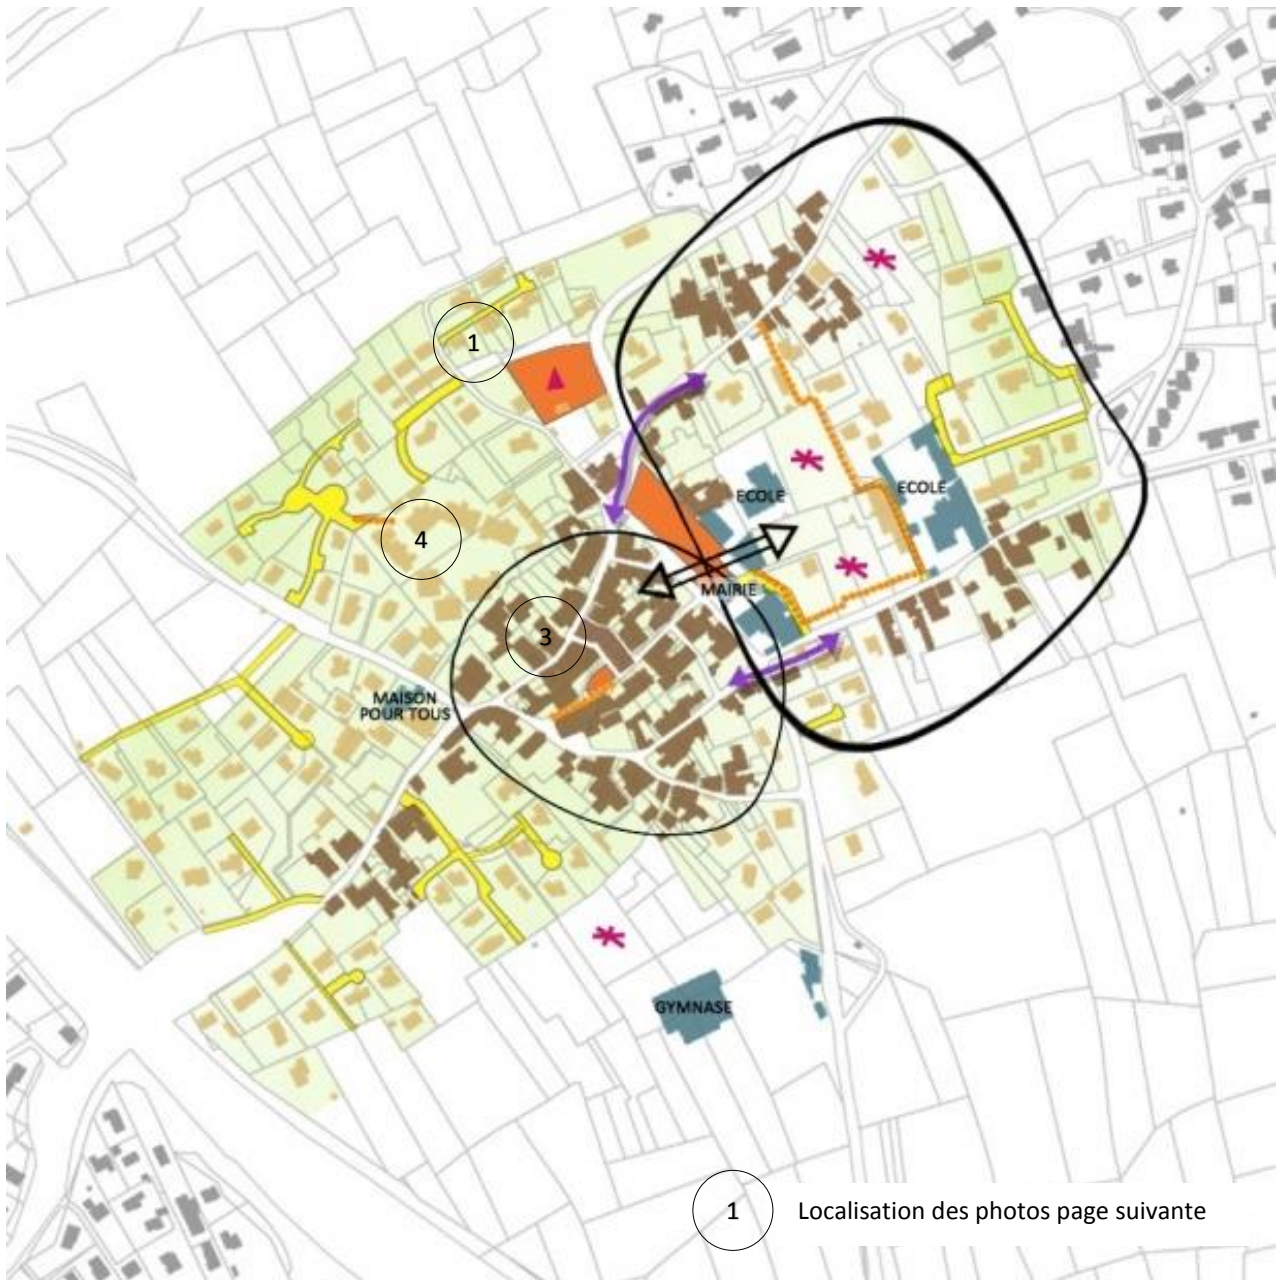 1
ECOLE
ECOLE
4
MAIRIE
3
MAISON
POUR TOUS
GYMNASE
1
Localisation des photos page suivante